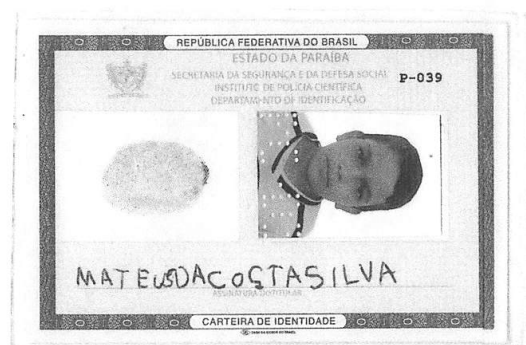 REPÚBLICA FEDERATIVA DO BRASIL
ESTADO DA PARAÍBA
SECRETARIA DA SEGURANÇA E DA DEFESA SOCIAL
P-039
INSTITUTO DE POLÍCIA CIENTÍFICA
DEPARTAMENTO DE IDENTIFICAÇÃO
MATEUSDACOSTASILVA
ASSINATURA DO TITULAR
CARTEIRA DE IDENTIDADE